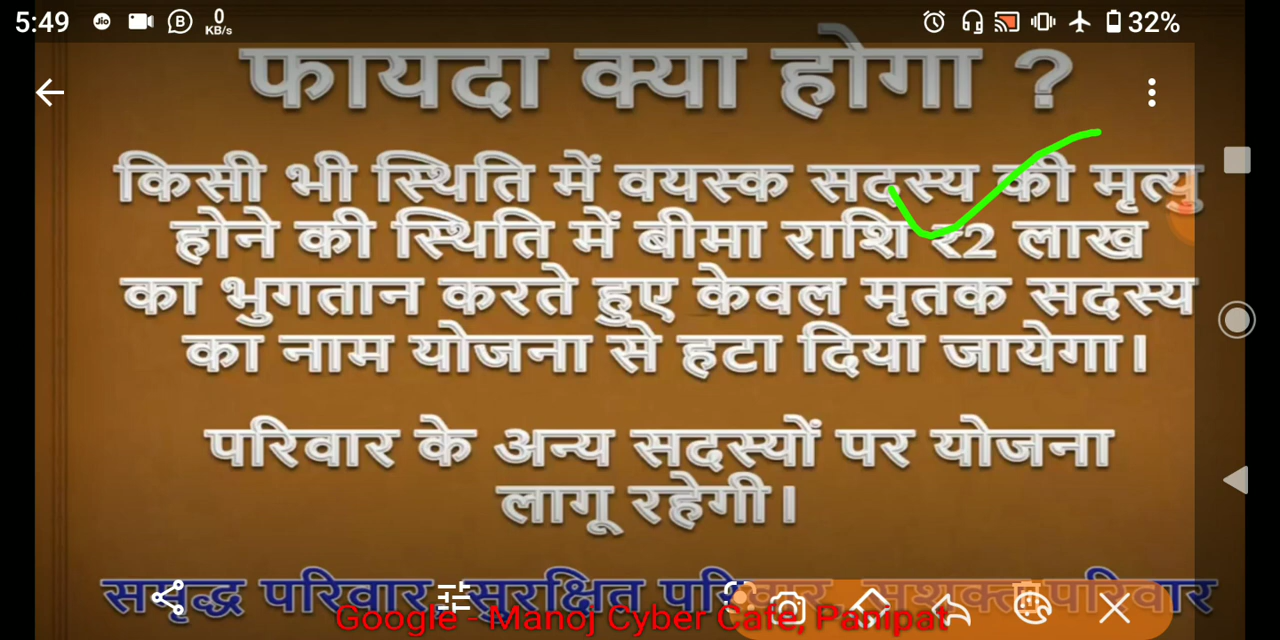 5:49 Jio B 0 KB/s 32%
फायदा क्या होगा ?
किसी भी स्थिति में वयस्क सदस्य की मृत्यु
होने की स्थिति में बीमा राशि ₹2 लाख
का भुगतान करते हुए केवल मृतक सदस्य
का नाम योजना से हटा दिया जायेगा।
परिवार के अन्य सदस्यों पर योजना
लागू रहेगी।
समृद्ध परिवार, सुरक्षित परिवार, सशक्त परिवार
Google - Manoj Cyber Cafe, Panipat